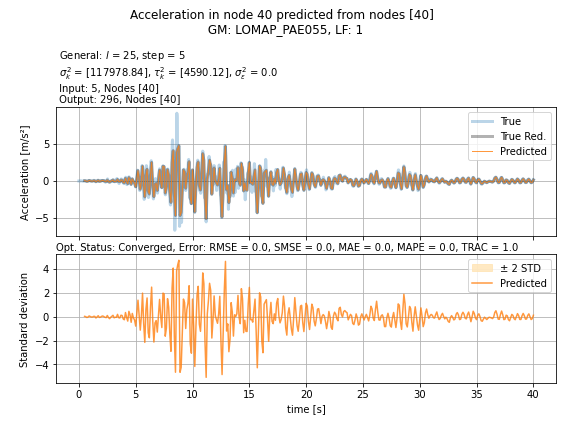 Acceleration in node 40 predicted from nodes [40]
GM: LOMAP_PAE055, LF: 1
General: l = 25, step = 5
σ²ₖ = [117978.84], τ²ₖ = [4590.12], σ²_ε = 0.0
Input: 5, Nodes [40]
Output: 296, Nodes [40]
Acceleration [m/s²]
5
0
−5
True
True Red.
Predicted
Opt. Status: Converged, Error: RMSE = 0.0, SMSE = 0.0, MAE = 0.0, MAPE = 0.0, TRAC = 1.0
Standard deviation
4
2
0
−2
−4
± 2 STD
Predicted
0 5 10 15 20 25 30 35 40
time [s]